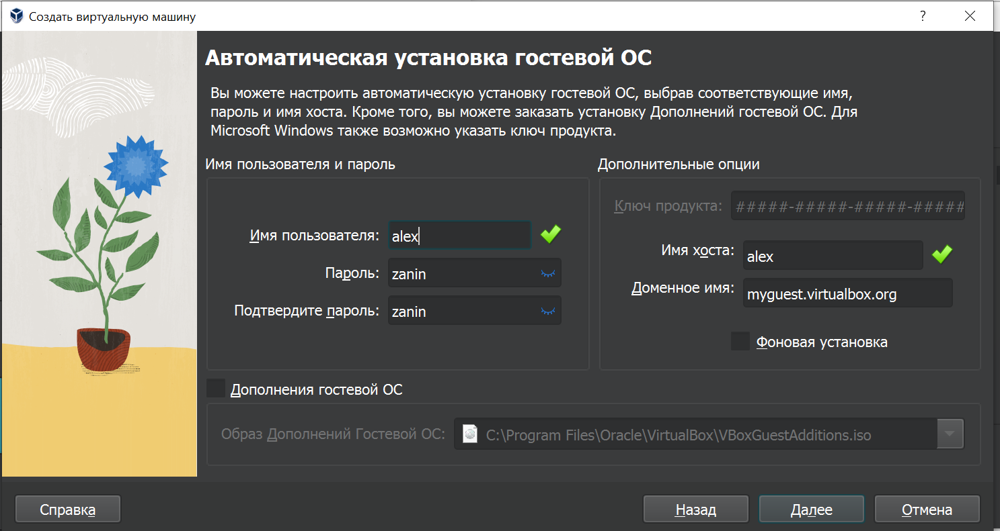 Создать виртуальную машину
?
Автоматическая установка гостевой ОС
Вы можете настроить автоматическую установку гостевой ОС, выбрав соответствующие имя,
пароль и имя хоста. Кроме того, вы можете заказать установку Дополнений гостевой ОС. Для
Microsoft Windows также возможно указать ключ продукта.
Имя пользователя и пароль
Имя пользователя: alex
Пароль: zanin
Подтвердите пароль: zanin
Дополнительные опции
Ключ продукта: #####-#####-#####-#####
Имя хоста: alex
Доменное имя: myguest.virtualbox.org
Фоновая установка
Дополнения гостевой ОС
Образ Дополнений Гостевой ОС: C:\Program Files\Oracle\VirtualBox\VBoxGuestAdditions.iso
Справка
Назад
Далее
Отмена